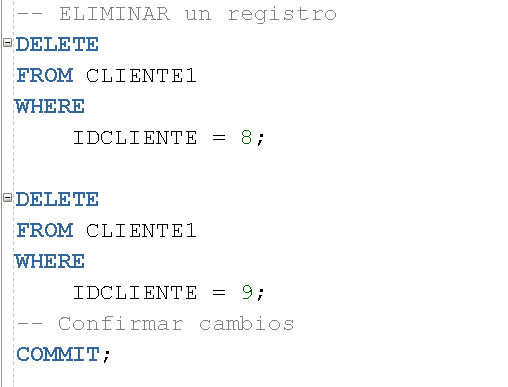 -- ELIMINAR un registro
DELETE
FROM CLIENTE1
WHERE
    IDCLIENTE = 8;

DELETE
FROM CLIENTE1
WHERE
    IDCLIENTE = 9;
-- Confirmar cambios
COMMIT;